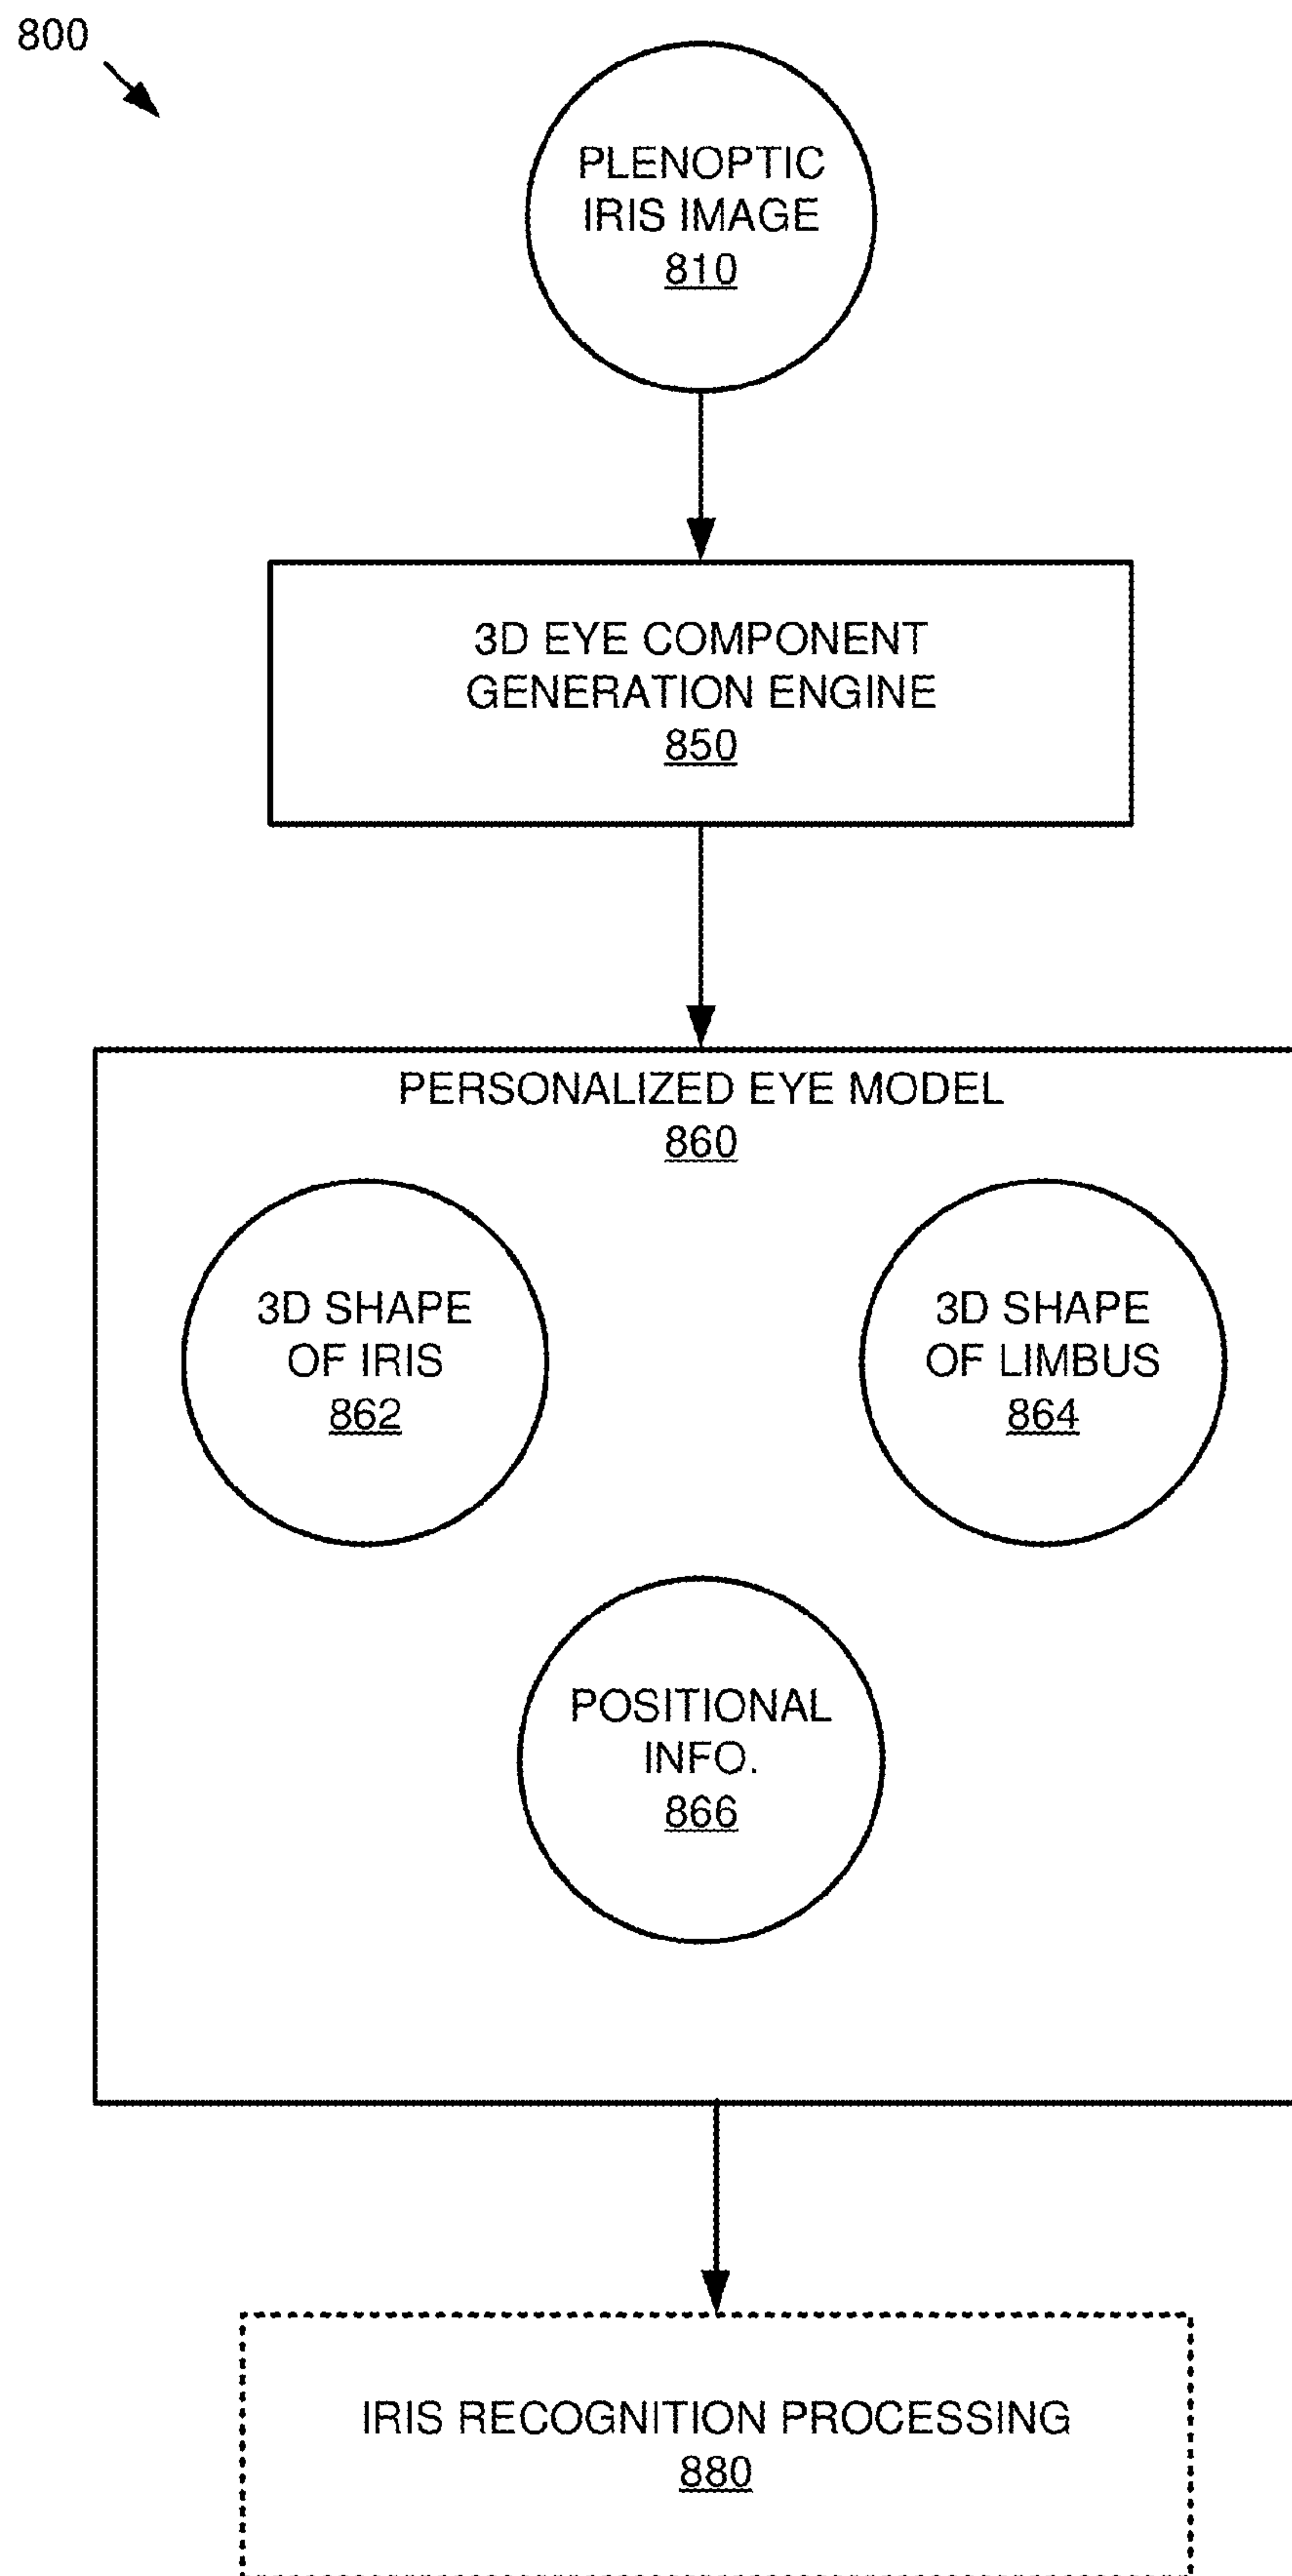 800
PLENOPTIC
IRIS IMAGE
810
3D EYE COMPONENT
GENERATION ENGINE
850
PERSONALIZED EYE MODEL
860
3D SHAPE
OF IRIS
862
3D SHAPE
OF LIMBUS
864
POSITIONAL
INFO.
866
IRIS RECOGNITION PROCESSING
880